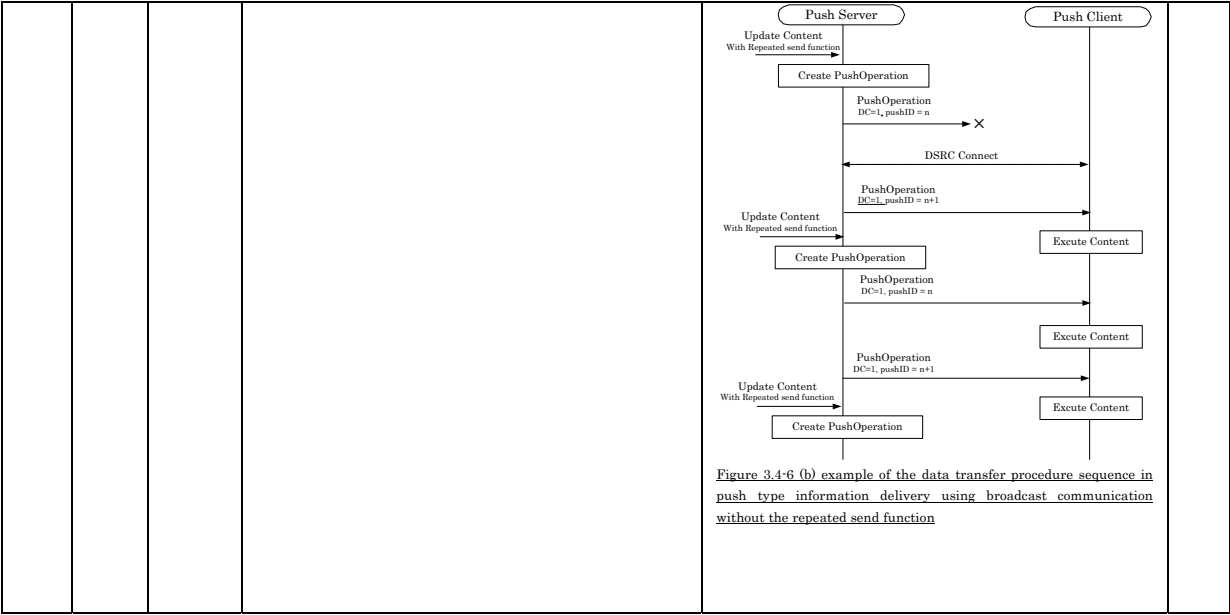 Push Server
Push Client
Update Content
With Repeated send function
Create PushOperation
PushOperation
DC=1, pushID = n
×
DSRC Connect
PushOperation
DC=1, pushID = n+1
Update Content
With Repeated send function
Excute Content
Create PushOperation
PushOperation
DC=1, pushID = n
Excute Content
PushOperation
DC=1, pushID = n+1
Update Content
With Repeated send function
Excute Content
Create PushOperation
Figure 3.4-6 (b) example of the data transfer procedure sequence in
push type information delivery using broadcast communication
without the repeated send function